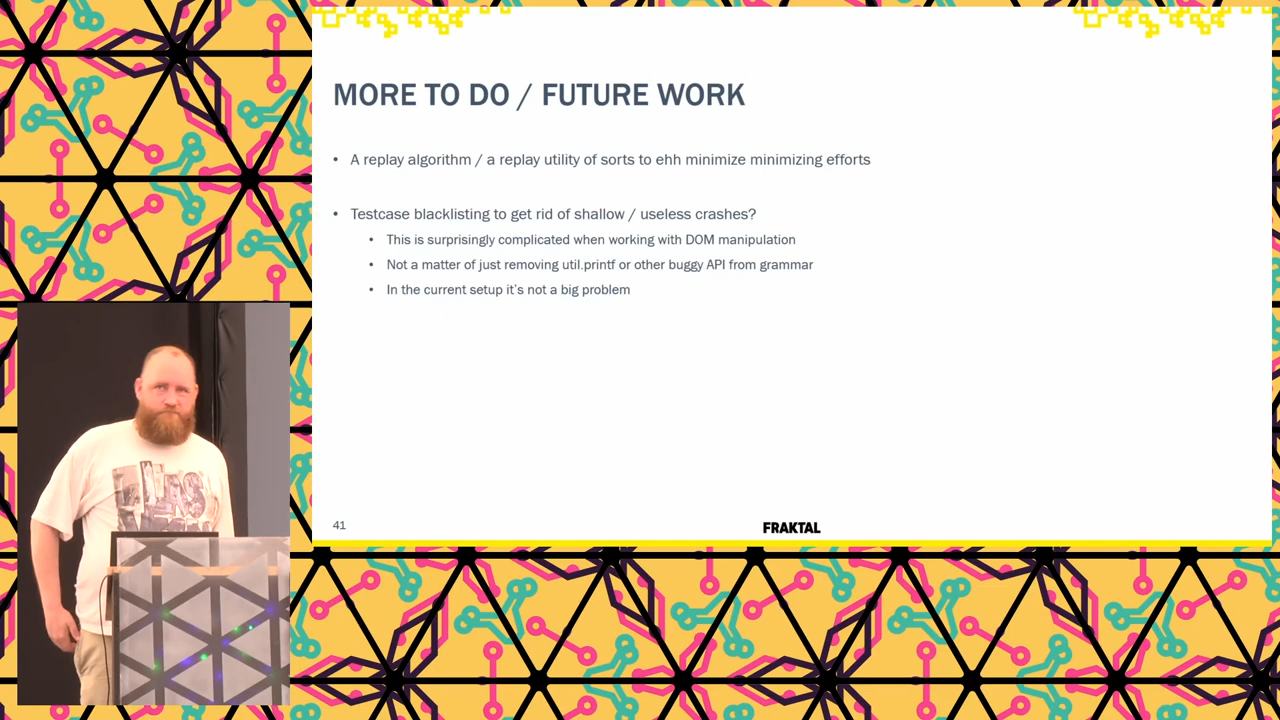 MORE TO DO / FUTURE WORK
• A replay algorithm / a replay utility of sorts to ehh minimize minimizing efforts
• Testcase blacklisting to get rid of shallow / useless crashes?
• This is surprisingly complicated when working with DOM manipulation
• Not a matter of just removing util.printf or other buggy API from grammar
• In the current setup it's not a big problem
41
FRAKTAL